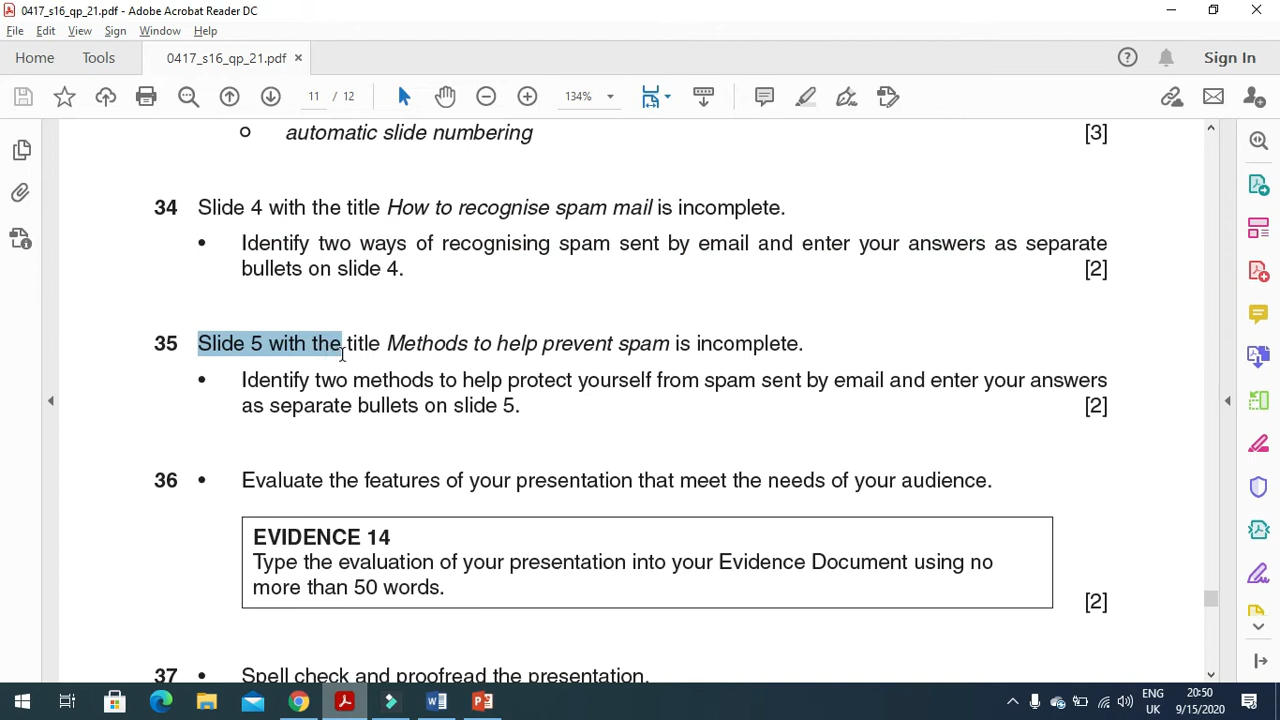 0417_s16_qp_21.pdf - Adobe Acrobat Reader DC
File Edit View Sign Window Help
Home Tools 0417_s16_qp_21.pdf × Sign In
11 / 12 134%
o automatic slide numbering [3]
34 Slide 4 with the title How to recognise spam mail is incomplete.
• Identify two ways of recognising spam sent by email and enter your answers as separate
bullets on slide 4. [2]
35 Slide 5 with the title Methods to help prevent spam is incomplete.
• Identify two methods to help protect yourself from spam sent by email and enter your answers
as separate bullets on slide 5. [2]
36 • Evaluate the features of your presentation that meet the needs of your audience.
EVIDENCE 14
Type the evaluation of your presentation into your Evidence Document using no
more than 50 words.
[2]
37 • Spell check and proofread the presentation.
ENG 20:50
UK 9/15/2020